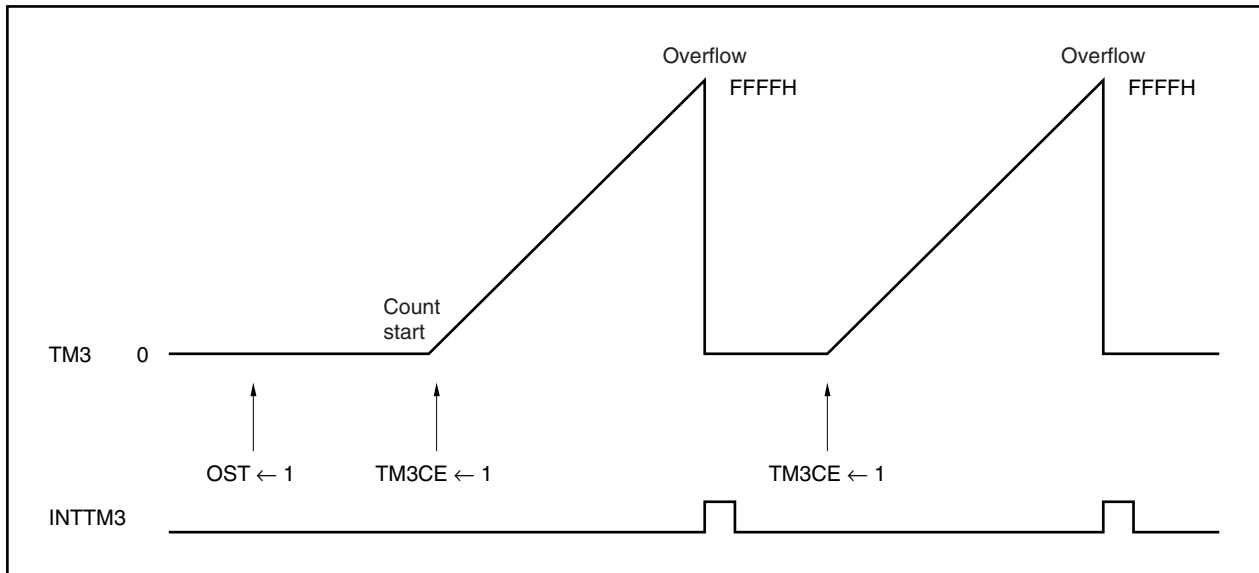 Overflow
Overflow
FFFFH
FFFFH
Count
start
TM3 0
OST ← 1
TM3CE ← 1
TM3CE ← 1
INTTM3